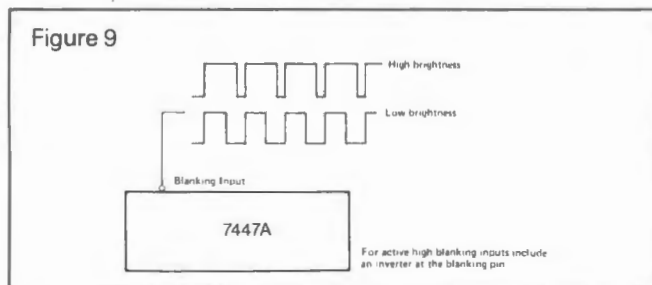 Figure 9
High brightness
Low brightness
Blanking Input
7447A
For active high blanking inputs include
an inverter at the blanking pin